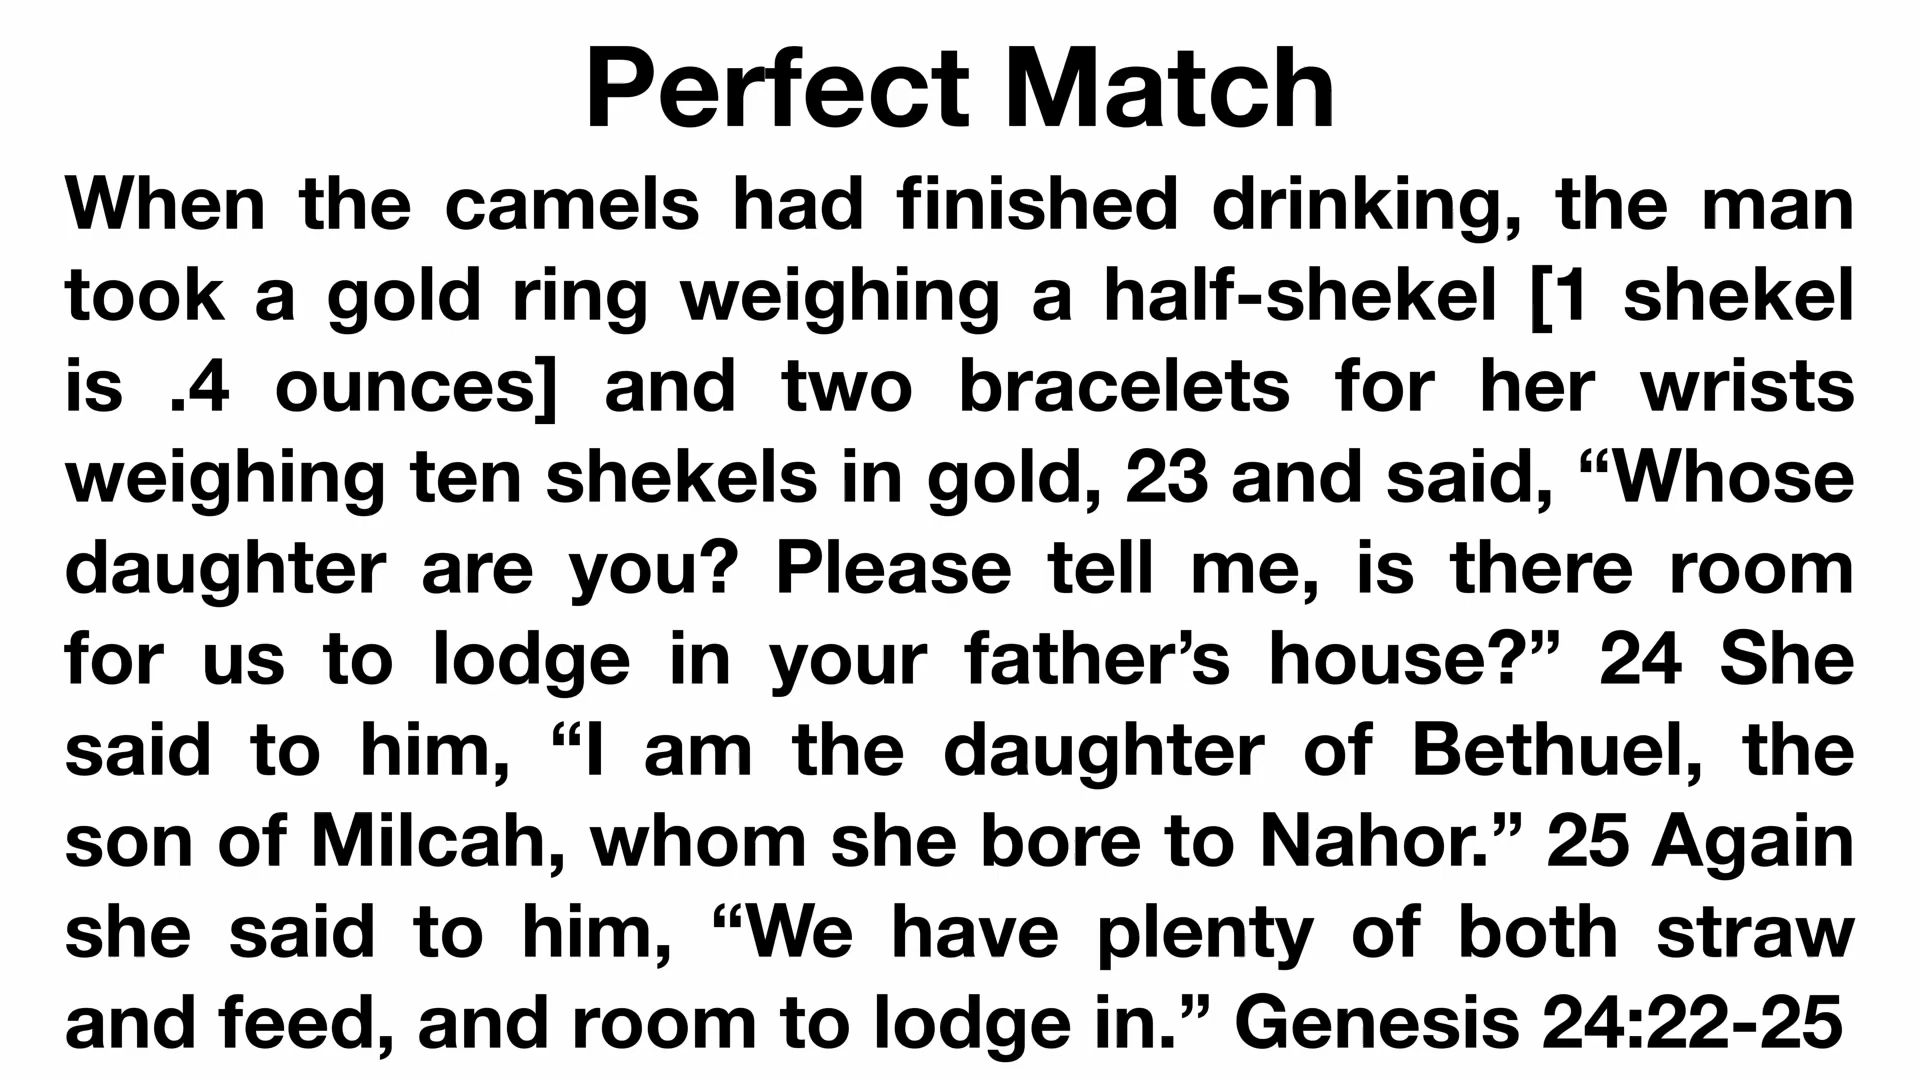 Perfect Match
When the camels had finished drinking, the man
took a gold ring weighing a half-shekel [1 shekel
is .4 ounces] and two bracelets for her wrists
weighing ten shekels in gold, 23 and said, “Whose
daughter are you? Please tell me, is there room
for us to lodge in your father’s house?” 24 She
said to him, “I am the daughter of Bethuel, the
son of Milcah, whom she bore to Nahor.” 25 Again
she said to him, “We have plenty of both straw
and feed, and room to lodge in.” Genesis 24:22-25